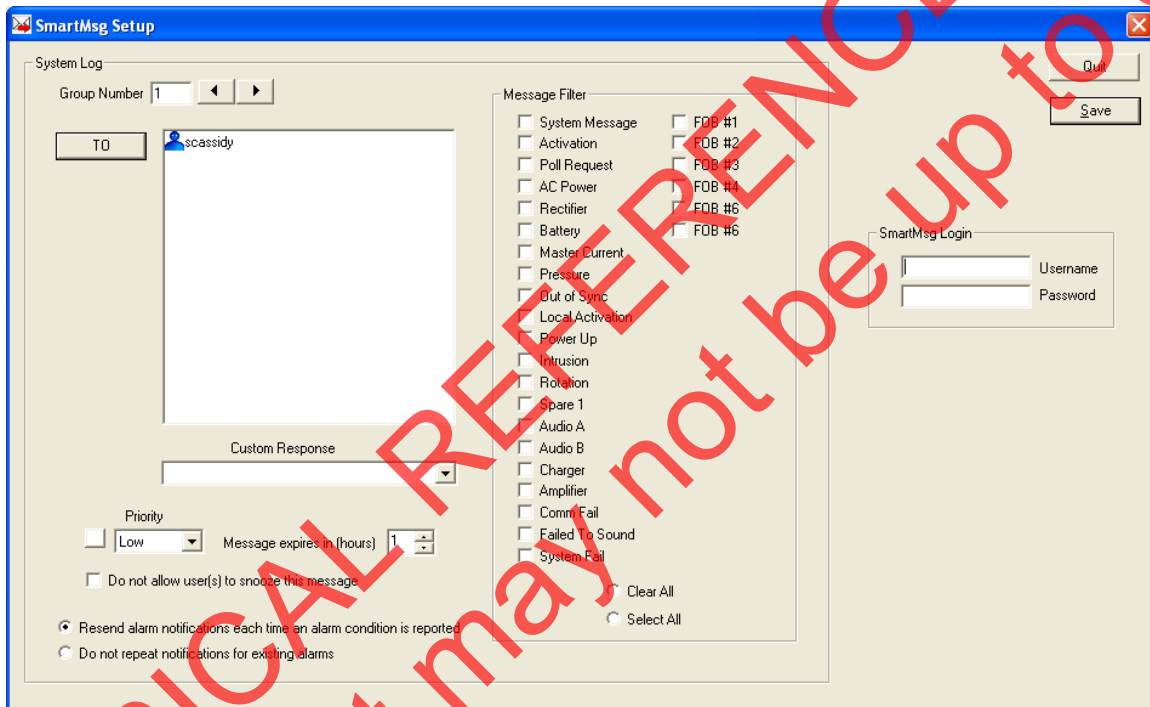 SmartMsg Setup
System Log
Group Number 1
TO
scassidy
Custom Response
Priority
Low
Message expires in (hours) 1
Do not allow user(s) to snooze this message
Resend alarm notifications each time an alarm condition is reported
Do not repeat notifications for existing alarms
Message Filter
System Message
Activation
Poll Request
AC Power
Rectifier
Battery
Master Current
Pressure
Out of Sync
Local Activation
Power Up
Intrusion
Rotation
Spare 1
Audio A
Audio B
Charger
Amplifier
Comm Fail
Failed To Sound
System Fail
FOB #1
FOB #2
FOB #3
FOB #4
FOB #6
FOB #6
Clear All
Select All
Quit
Save
SmartMsg Login
Username
Password
ICAL REFERENCE
t may not be up to